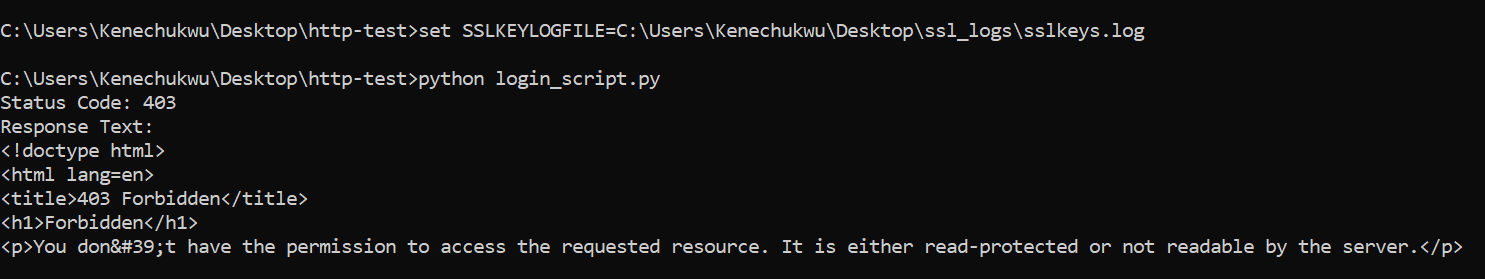 C:\Users\Kenechukwu\Desktop\http-test>set SSLKEYLOGFILE=C:\Users\Kenechukwu\Desktop\ssl_logs\sslkeys.log
C:\Users\Kenechukwu\Desktop\http-test>python login_script.py
Status Code: 403
Response Text:
<!doctype html>
<html lang=en>
<title>403 Forbidden</title>
<h1>Forbidden</h1>
<p>You don&#39;t have the permission to access the requested resource. It is either read-protected or not readable by the server.</p>